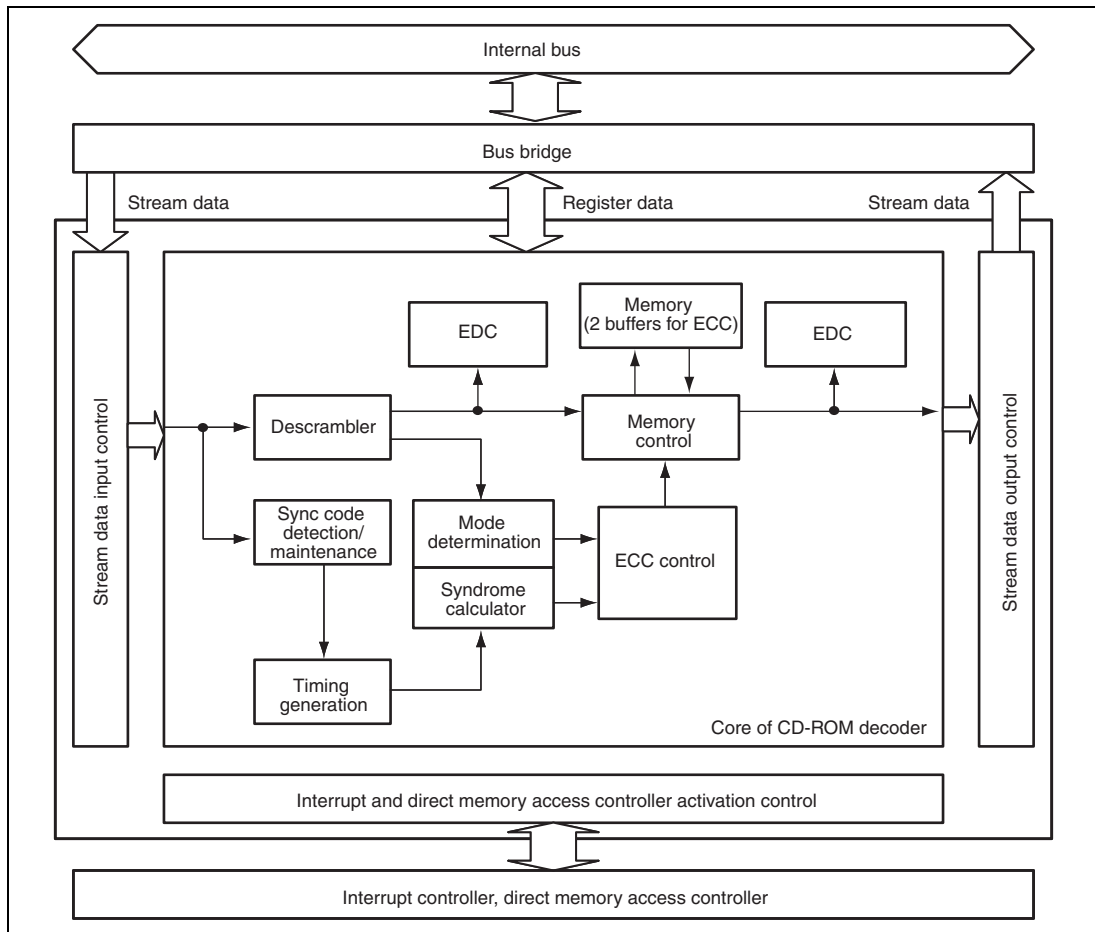 Internal bus
Bus bridge
Stream data
Register data
Stream data
Stream data input control
EDC
Memory
(2 buffers for ECC)
EDC
Descrambler
Memory
control
Sync code
detection/
maintenance
Mode
determination
ECC control
Syndrome
calculator
Timing
generation
Core of CD-ROM decoder
Stream data output control
Interrupt and direct memory access controller activation control
Interrupt controller, direct memory access controller